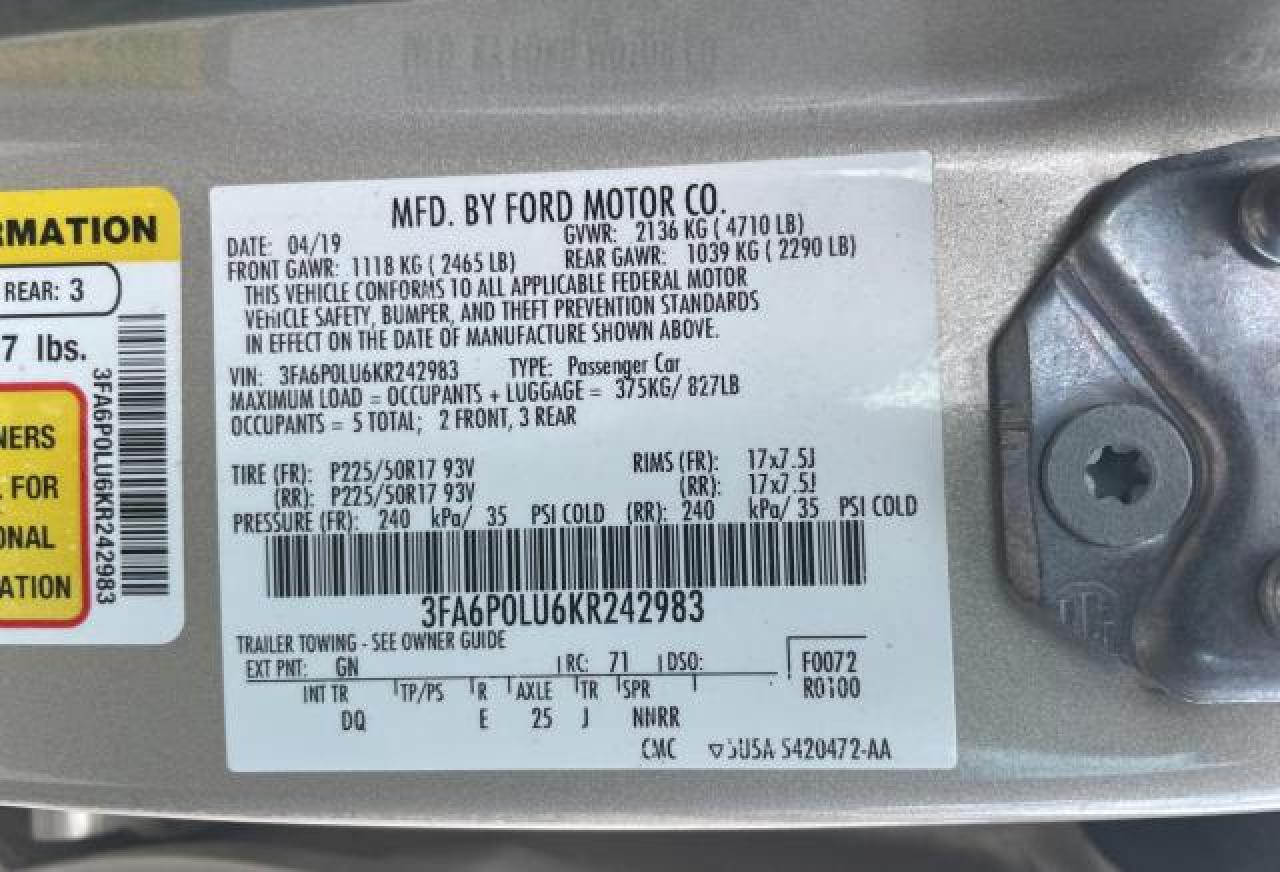 RMATION
REAR: 3
7 lbs.
NERS
FOR
ONAL
ATION
3FA6P0LU6KR242983
MFD. BY FORD MOTOR CO.
DATE: 04/19 GVWR: 2136 KG ( 4710 LB)
FRONT GAWR: 1118 KG ( 2465 LB) REAR GAWR: 1039 KG ( 2290 LB)
THIS VEHICLE CONFORMS TO ALL APPLICABLE FEDERAL MOTOR
VEHICLE SAFETY, BUMPER, AND THEFT PREVENTION STANDARDS
IN EFFECT ON THE DATE OF MANUFACTURE SHOWN ABOVE.
VIN: 3FA6P0LU6KR242983 TYPE: Passenger Car
MAXIMUM LOAD = OCCUPANTS + LUGGAGE = 375KG/ 827LB
OCCUPANTS = 5 TOTAL; 2 FRONT, 3 REAR
TIRE (FR): P225/50R17 93V RIMS (FR): 17x7.5J
(RR): P225/50R17 93V (RR): 17x7.5J
PRESSURE (FR): 240 kPa/ 35 PSI COLD (RR): 240 kPa/ 35 PSI COLD
3FA6P0LU6KR242983
TRAILER TOWING - SEE OWNER GUIDE
EXT PNT: GN RC: 71 DSO: F0072
INT TR TP/PS R AXLE TR SPR R0100
DQ E 25 J NNRR
CMC 5U5A 5420472-AA